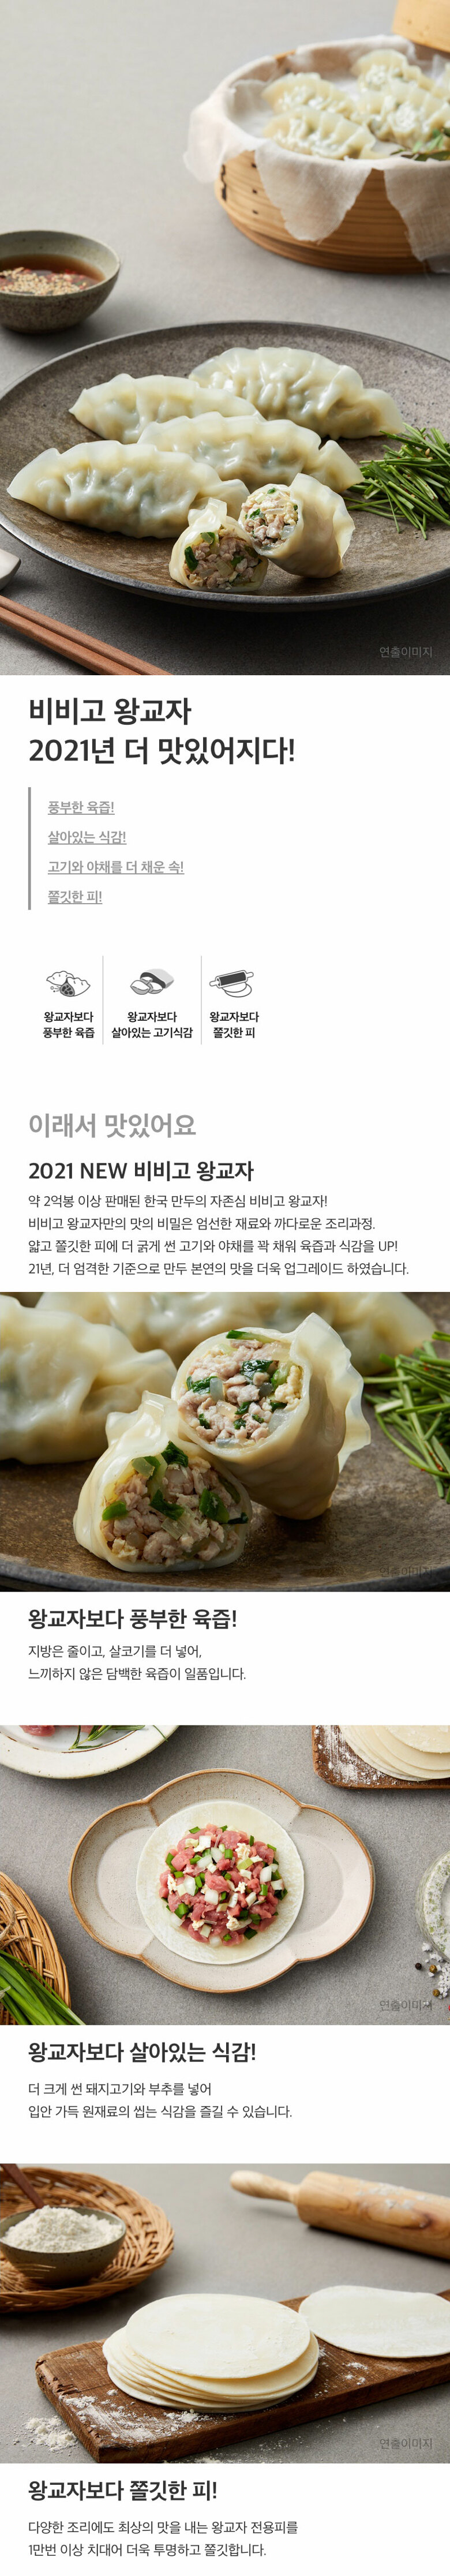 연출이미지
비비고 왕교자
2021년 더 맛있어지다!
풍부한 육즙!
살아있는 식감!
고기와 야채를 더 채운 속!
쫄깃한 피!
왕교자보다
풍부한 육즙
왕교자보다
살아있는 고기식감
왕교자보다
쫄깃한 피
이래서 맛있어요
2021 NEW 비비고 왕교자
약 2억봉 이상 판매된 한국 만두의 자존심 비비고 왕교자!
비비고 왕교자만의 맛의 비밀은 엄선한 재료와 까다로운 조리과정.
얇고 쫄깃한 피에 더 굵게 썬 고기와 야채를 꽉 채워 육즙과 식감을 UP!
21년, 더 엄격한 기준으로 만두 본연의 맛을 더욱 업그레이드 하였습니다.
연출이미지
왕교자보다 풍부한 육즙!
지방은 줄이고, 살코기를 더 넣어,
느끼하지 않은 담백한 육즙이 일품입니다.
연출이미지
왕교자보다 살아있는 식감!
더 크게 썬 돼지고기와 부추를 넣어
입안 가득 원재료의 씹는 식감을 즐길 수 있습니다.
연출이미지
왕교자보다 쫄깃한 피!
다양한 조리에도 최상의 맛을 내는 왕교자 전용피를
1만번 이상 치대어 더욱 투명하고 쫄깃합니다.